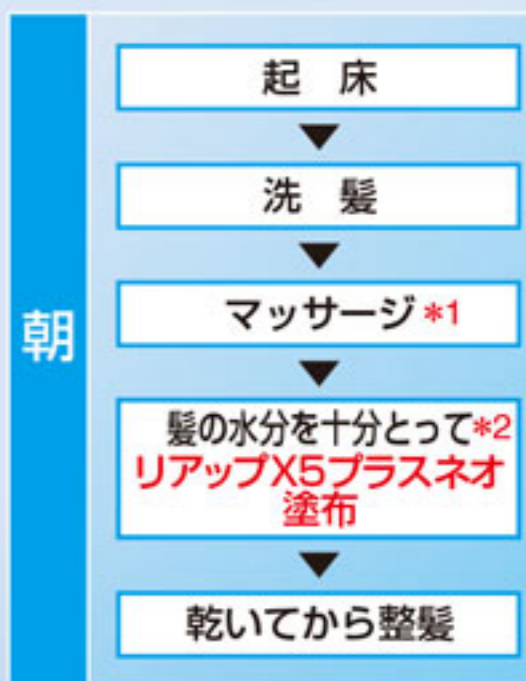 朝
起 床
洗 髪
マッサージ*1
髪の水分を十分とって*2
リアップX5プラスネオ
塗布
乾いてから整髪